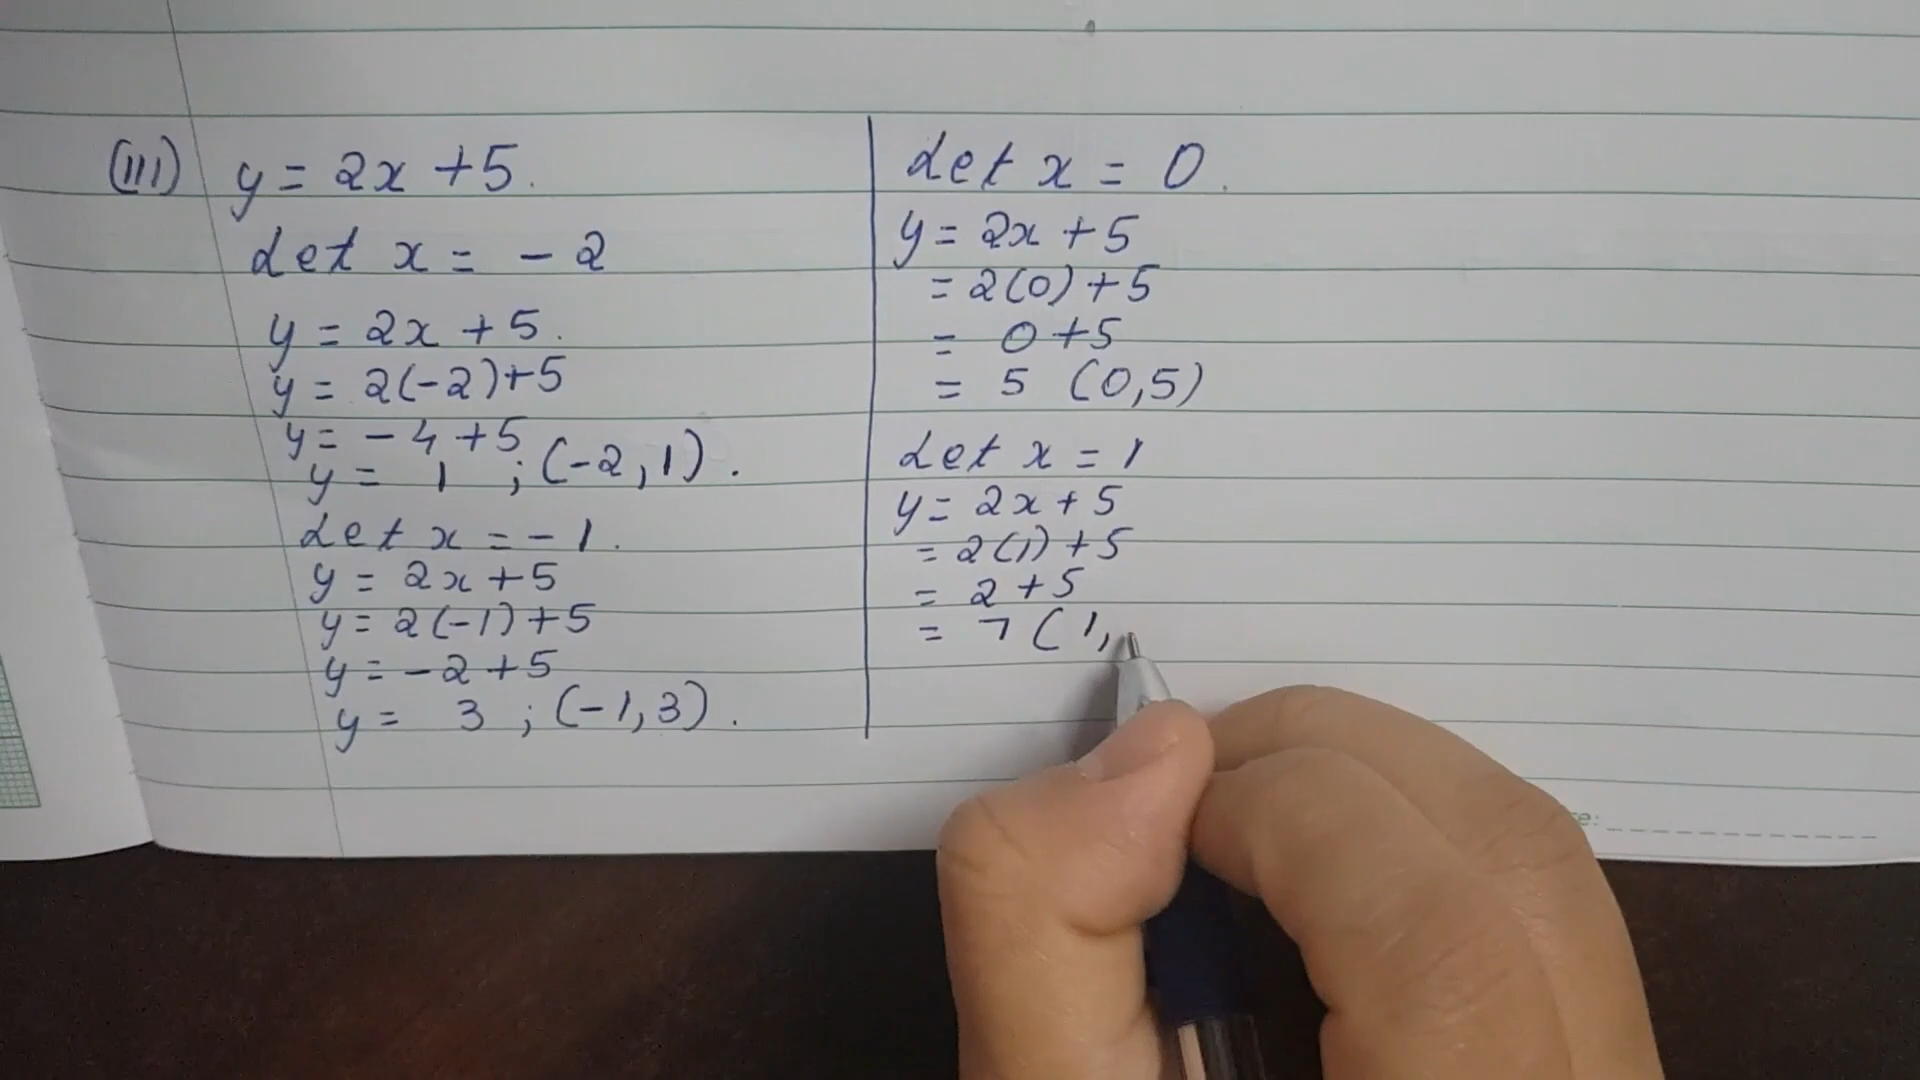 (III) y = 2x + 5.
Let x = - 2
y = 2x + 5.
y = 2(-2)+5
y = - 4 + 5
y = 1 ; (-2, 1).
Let x = - 1.
y = 2x + 5
y = 2(-1) + 5
y = -2 + 5
y = 3 ; (-1, 3).
Let x = 0.
y = 2x + 5
= 2(0) + 5
= 0 + 5
= 5 (0,5)
Let x = 1
y = 2x + 5
= 2(1) + 5
= 2 + 5
= 7 ( 1,